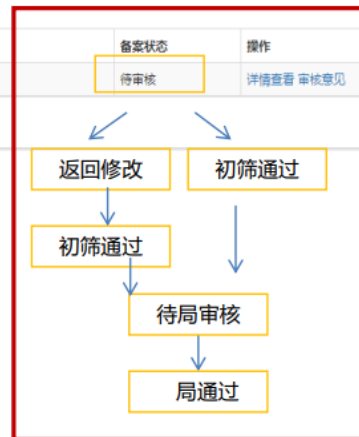 备案状态 操作
待审核 详情查看 审核意见
返回修改 初筛通过
初筛通过
待局审核
局通过